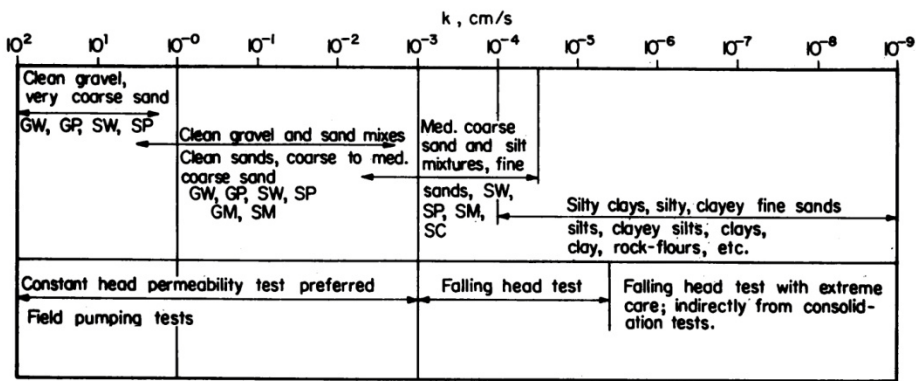 k , cm/s
10² 10¹ 10⁻⁰ 10⁻¹ 10⁻² 10⁻³ 10⁻⁴ 10⁻⁵ 10⁻⁶ 10⁻⁷ 10⁻⁸ 10⁻⁹
Clean gravel,
very coarse sand
GW, GP, SW, SP
Clean gravel and sand mixes
Clean sands, coarse to med.
coarse sand
GW, GP, SW, SP
GM, SM
Med. coarse
sand and silt
mixtures, fine
sands, SW,
SP, SM,
SC
Silty clays, silty, clayey fine sands
silts, clayey silts, clays,
clay, rock-flours, etc.
Constant head permeability test preferred
Field pumping tests
Falling head test
Falling head test with extreme
care; indirectly from consolid-
ation tests.